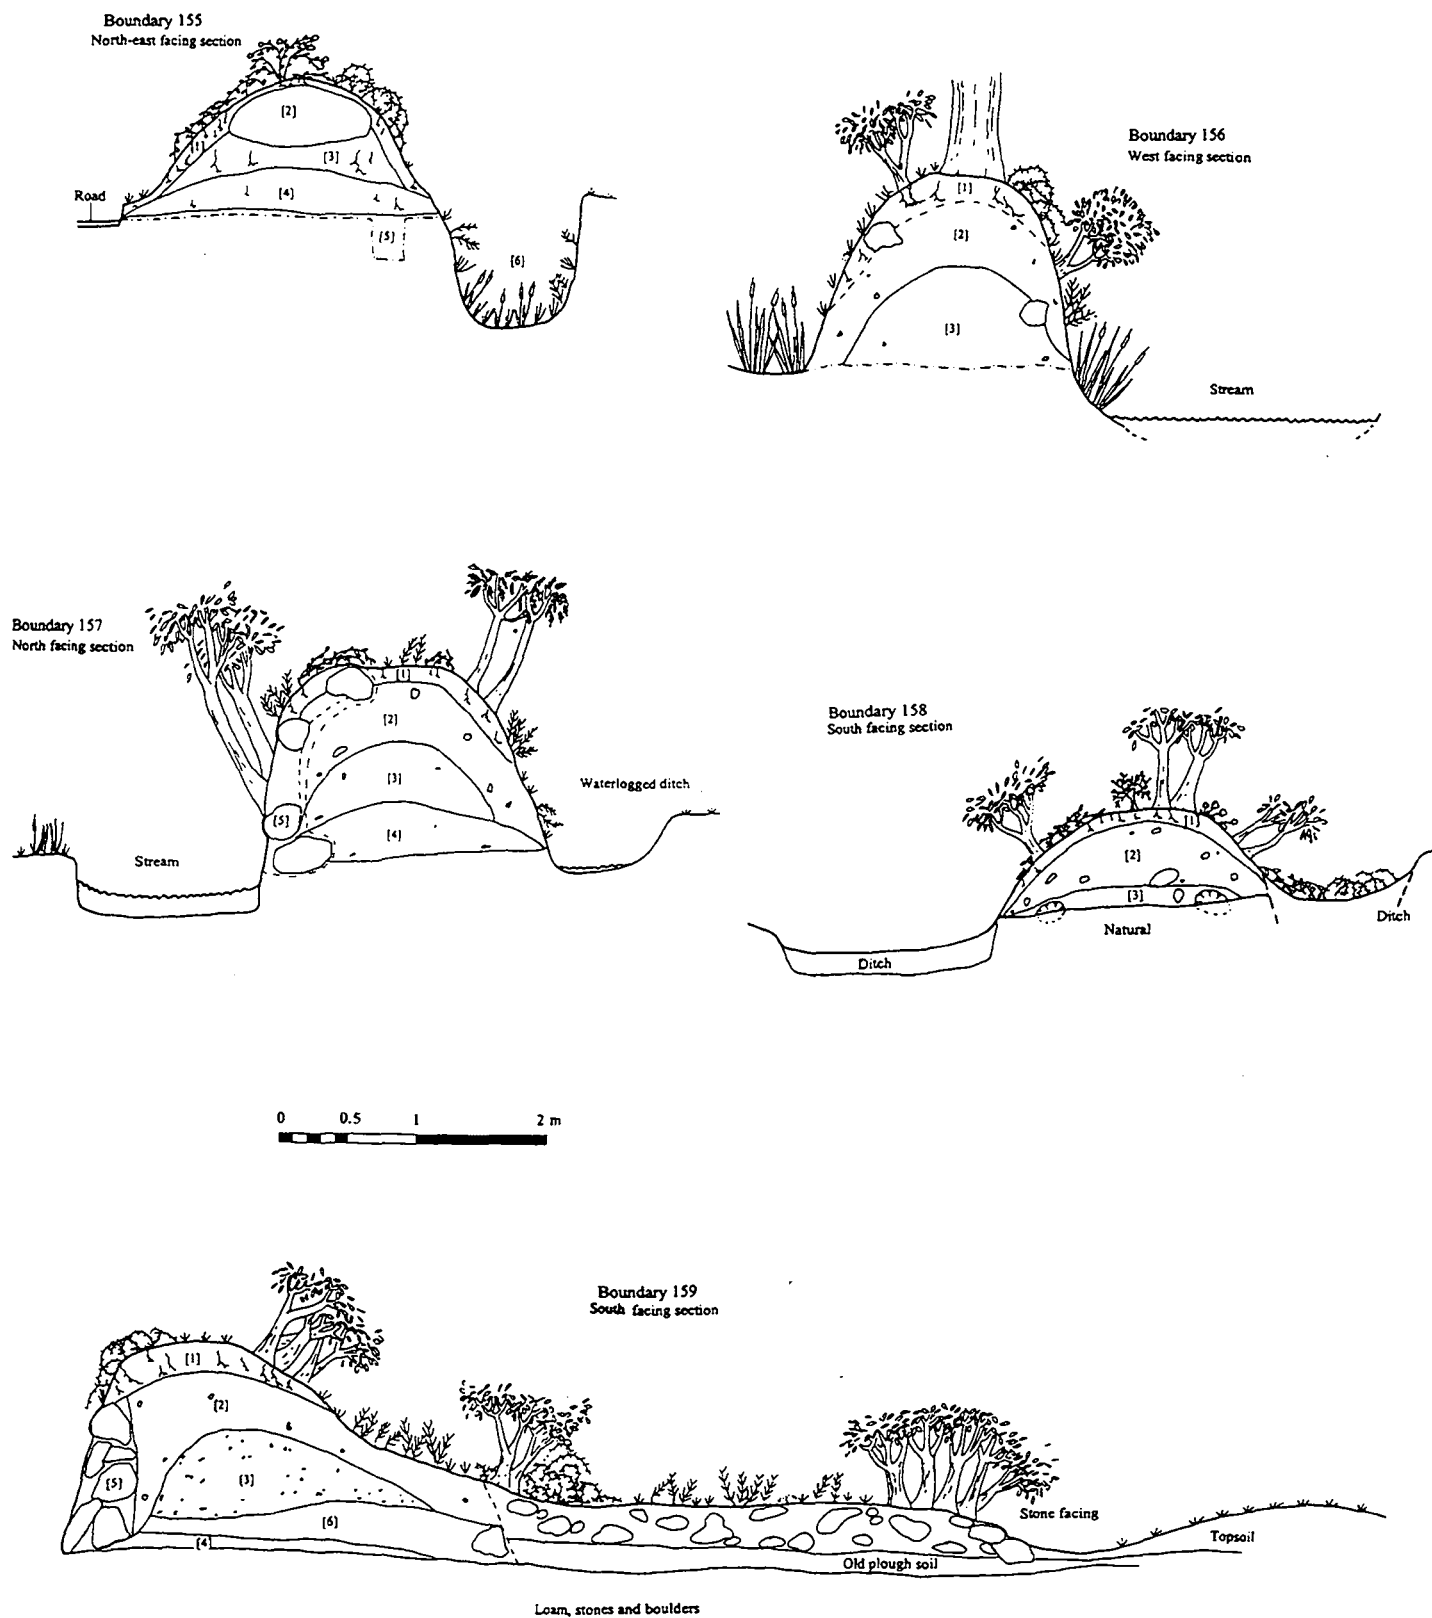 Boundary 155
North-east facing section
[2]
[1]
[3]
[4]
Road
[5]
[6]
Boundary 156
West facing section
[1]
[2]
[3]
Stream
Boundary 157
North facing section
[1]
[2]
[3]
[4]
[5]
Stream
Waterlogged ditch
Boundary 158
South facing section
[1]
[2]
[3]
Natural
Ditch
Ditch
0 0.5 1 2 m
Boundary 159
South facing section
[1]
[2]
[3]
[5]
[6]
[4]
Stone facing
Topsoil
Old plough soil
Loam, stones and boulders